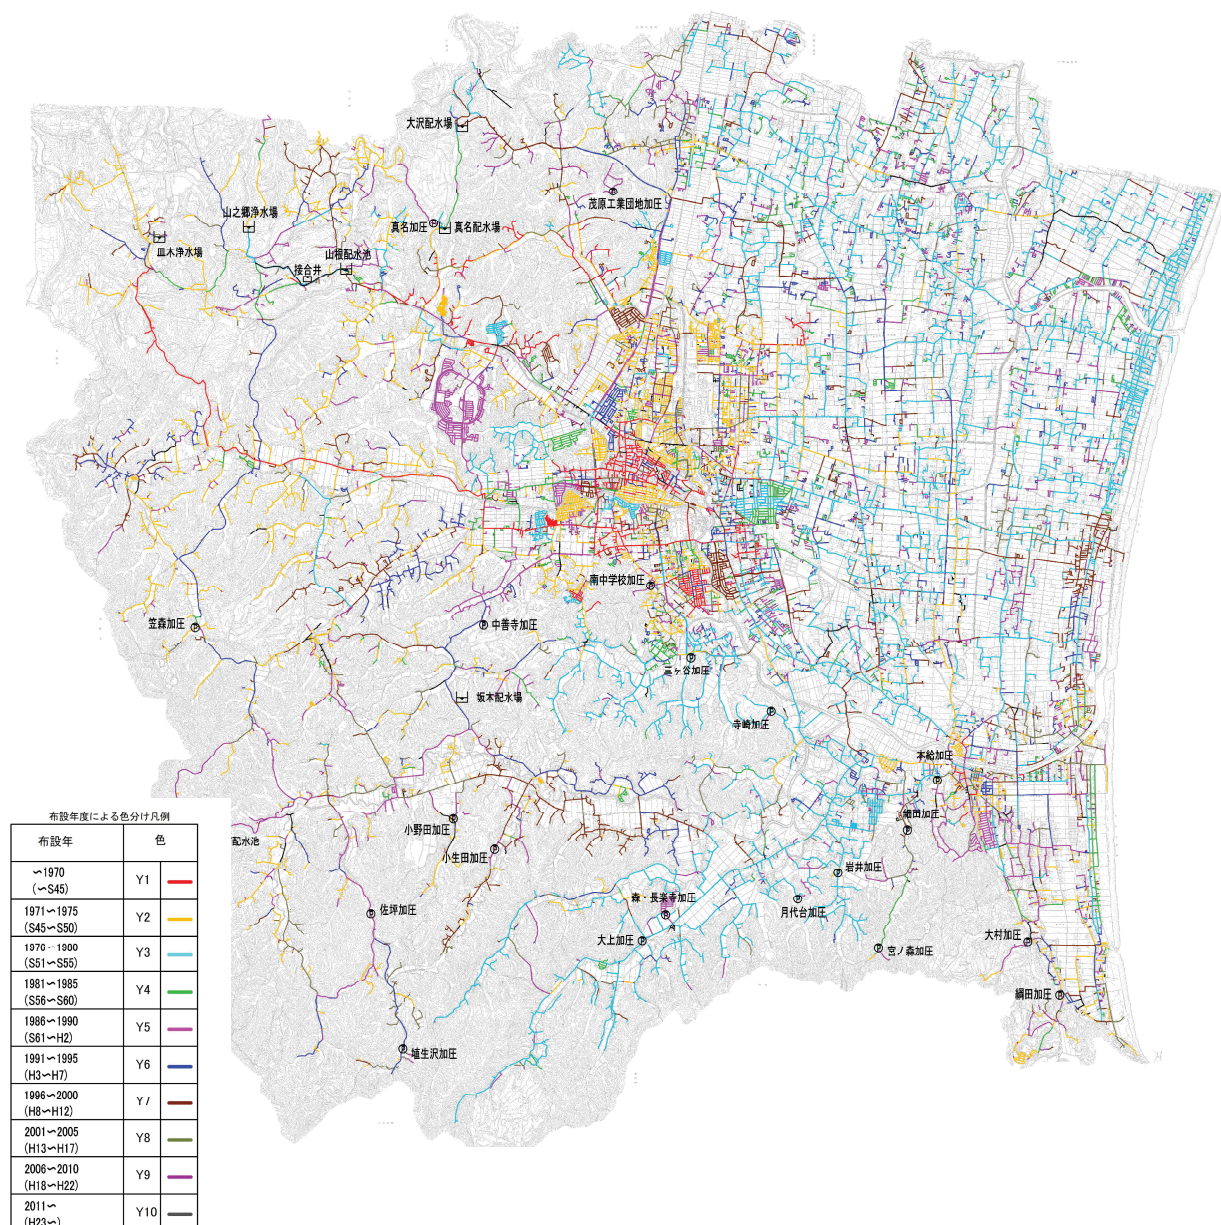 大沢配水場
茂原工業団地加圧
山之郷浄水場
真名加圧
真名配水場
皿木浄水場
山根配水池
接合井
南中学校加圧
笠森加圧
中善寺加圧
三ヶ谷加圧
坂本配水場
寺崎加圧
本給加圧
細田加圧
小野田加圧
配水池
小生田加圧
岩井加圧
森・長楽寺加圧
佐坪加圧
月代台加圧
大上加圧
大村加圧
宮ノ森加圧
綱田加圧
埴生沢加圧
布設年度による色分け凡例
布設年 色
～1970 Y1
(～S45)
1971～1975 Y2
(S45～S50)
1976～1980 Y3
(S51～S55)
1981～1985 Y4
(S56～S60)
1986～1990 Y5
(S61～H2)
1991～1995 Y6
(H3～H7)
1996～2000 Y7
(H8～H12)
2001～2005 Y8
(H13～H17)
2006～2010 Y9
(H18～H22)
2011～ Y10
(H23～)